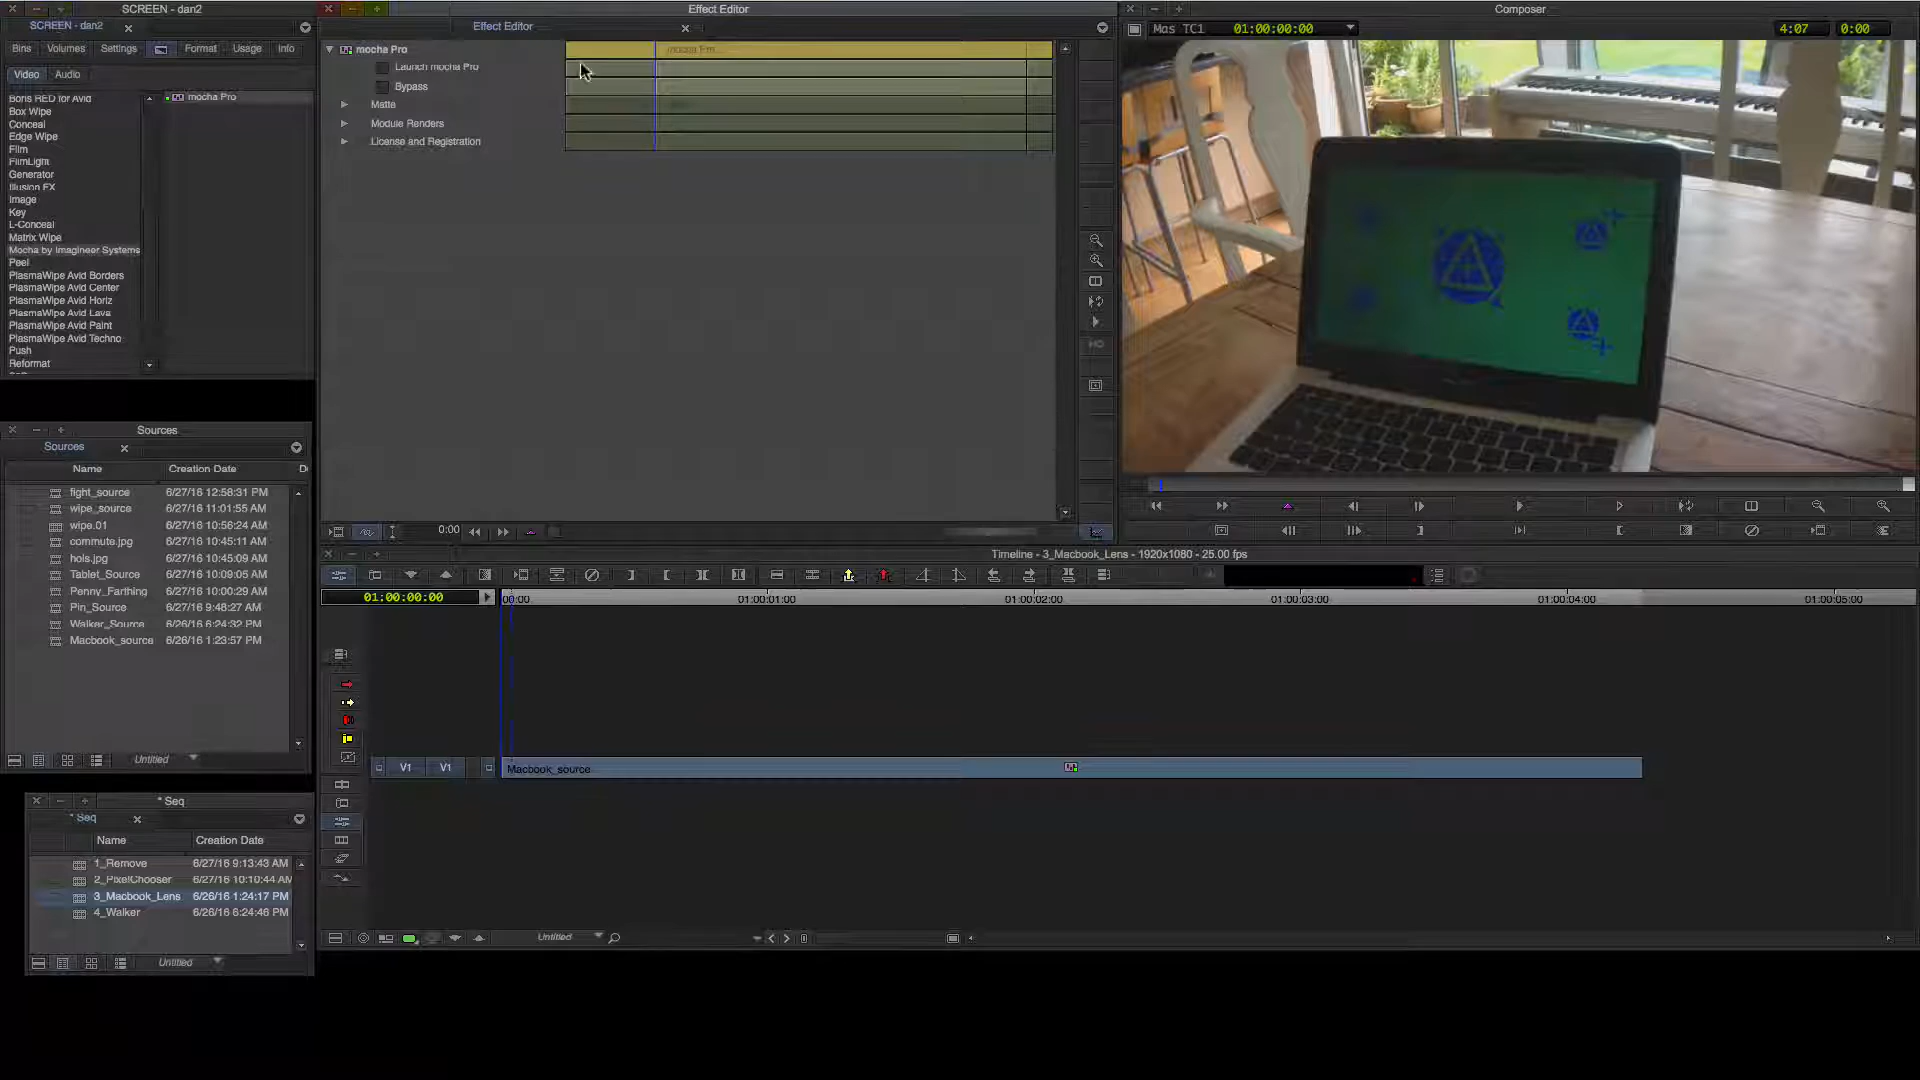 SCREEN - dan2
SCREEN - dan2
Bins Volumes Settings Format Usage Info
Video Audio
Boris RED for Avid
Box Wipe
Conceal
Edge Wipe
Film
FilmLight
Generator
Illusion FX
Image
Key
L-Conceal
Matrix Wipe
Mocha by Imagineer Systems
Peel
PlasmaWipe Avid Borders
PlasmaWipe Avid Center
PlasmaWipe Avid Horiz
PlasmaWipe Avid Lava
PlasmaWipe Avid Paint
PlasmaWipe Avid Techno
Push
Reformat
mocha Pro
Effect Editor
Effect Editor
mocha Pro
Launch mocha Pro
Bypass
Matte
Module Renders
License and Registration
0:00
Composer
Mas TC1 01:00:00:00 4:07 0:00
Sources
Sources
Name Creation Date D
fight_source 6/27/16 12:58:31 PM
wipe_source 6/27/16 11:01:55 AM
wipe.01 6/27/16 10:56:24 AM
commute.jpg 6/27/16 10:45:11 AM
hols.jpg 6/27/16 10:45:09 AM
Tablet_Source 6/27/16 10:09:05 AM
Penny_Farthing 6/27/16 10:00:29 AM
Pin_Source 6/27/16 9:48:27 AM
Walker_Source 6/26/16 6:24:32 PM
Macbook_source 6/26/16 1:23:57 PM
Untitled
* Seq
* Seq
Name Creation Date
1_Remove 6/27/16 9:13:43 AM
2_PixelChooser 6/27/16 10:10:44 AM
3_Macbook_Lens 6/26/16 1:24:17 PM
4_Walker 6/26/16 6:24:46 PM
Untitled
Timeline - 3_Macbook_Lens - 1920x1080 - 25.00 fps
01:00:00:00 00:00 01:00:01:00 01:00:02:00 01:00:03:00 01:00:04:00 01:00:05:00
V1 V1 Macbook_source
Untitled